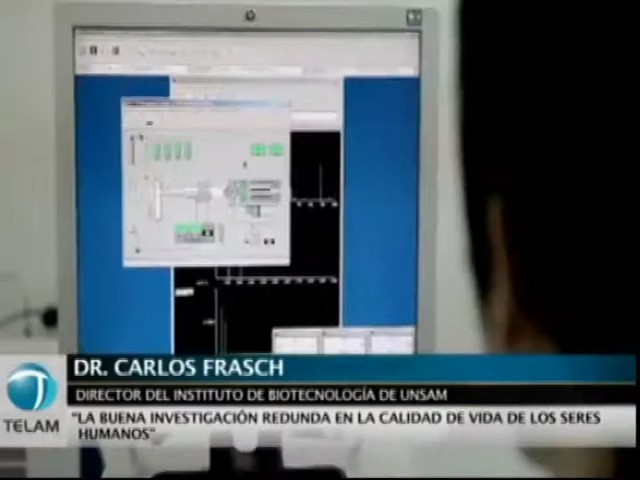 DR. CARLOS FRASCH
DIRECTOR DEL INSTITUTO DE BIOTECNOLOGÍA DE UNSAM
TELAM
"LA BUENA INVESTIGACIÓN REDUNDA EN LA CALIDAD DE VIDA DE LOS SERES
HUMANOS"